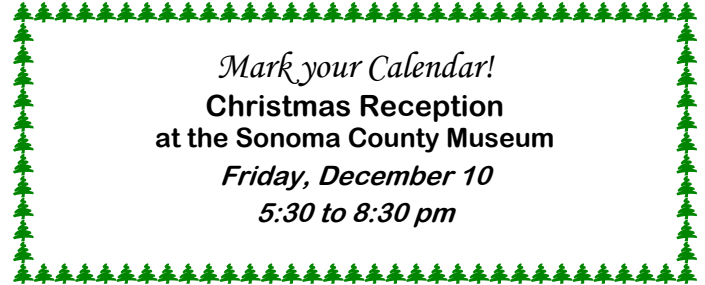 Mark your Calendar!
Christmas Reception
at the Sonoma County Museum
Friday, December 10
5:30 to 8:30 pm